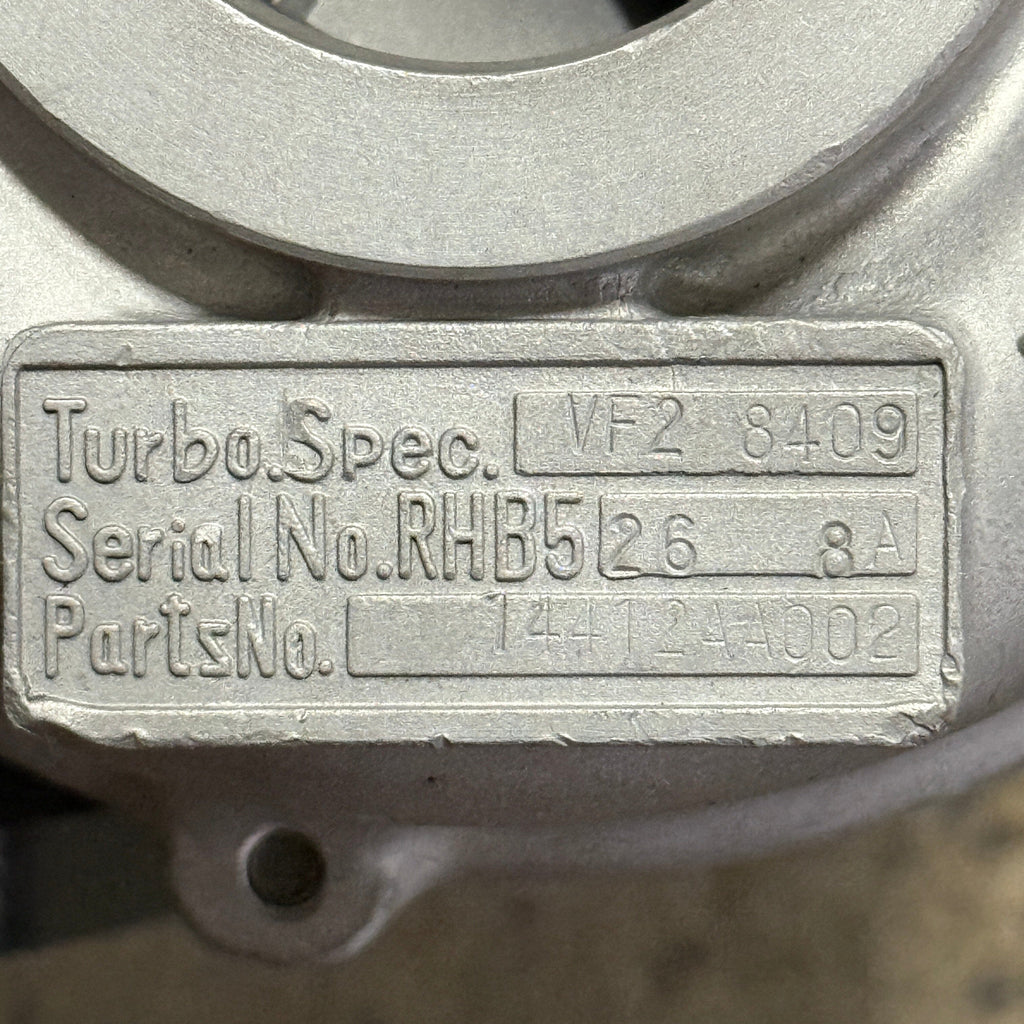 Turbo.Spec. VF2 8409
Serial No.RHB5 26 8A
PartsNo. 14412AA002